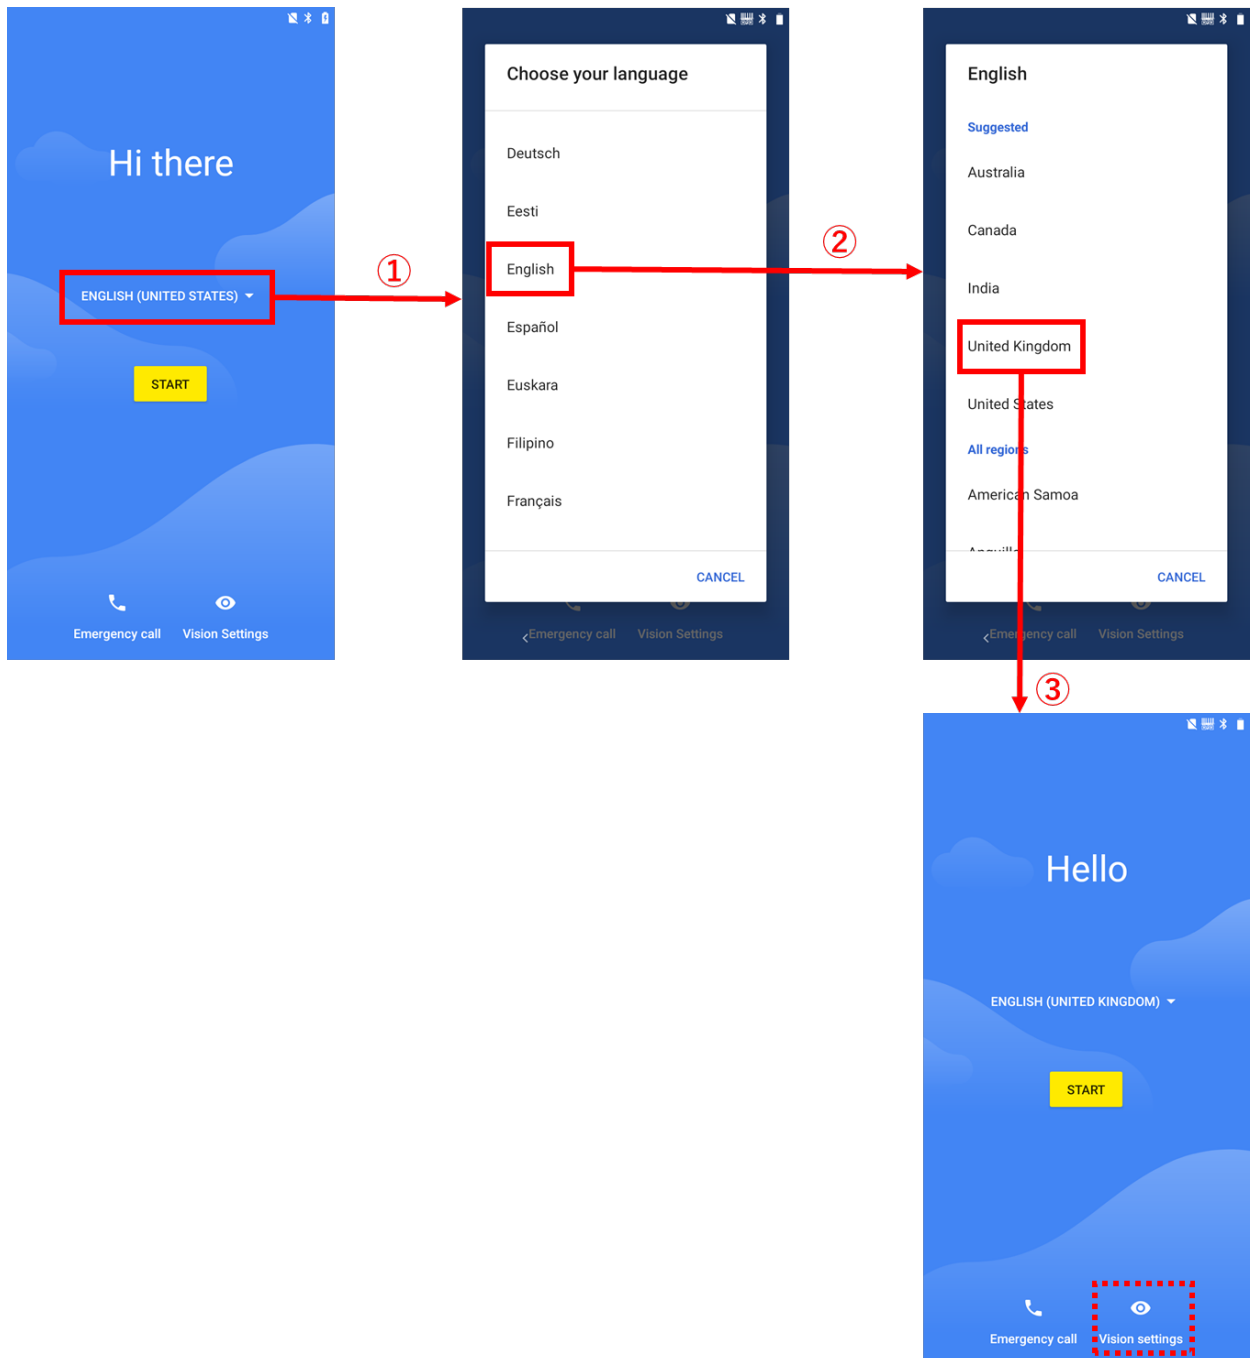 Hi there
ENGLISH (UNITED STATES)
START
Emergency call
Vision Settings
①
Choose your language
Deutsch
Eesti
English
Español
Euskara
Filipino
Français
CANCEL
Emergency call
Vision Settings
②
English
Suggested
Australia
Canada
India
United Kingdom
United States
All regions
American Samoa
CANCEL
Emergency call
Vision Settings
③
Hello
ENGLISH (UNITED KINGDOM)
START
Emergency call
Vision settings